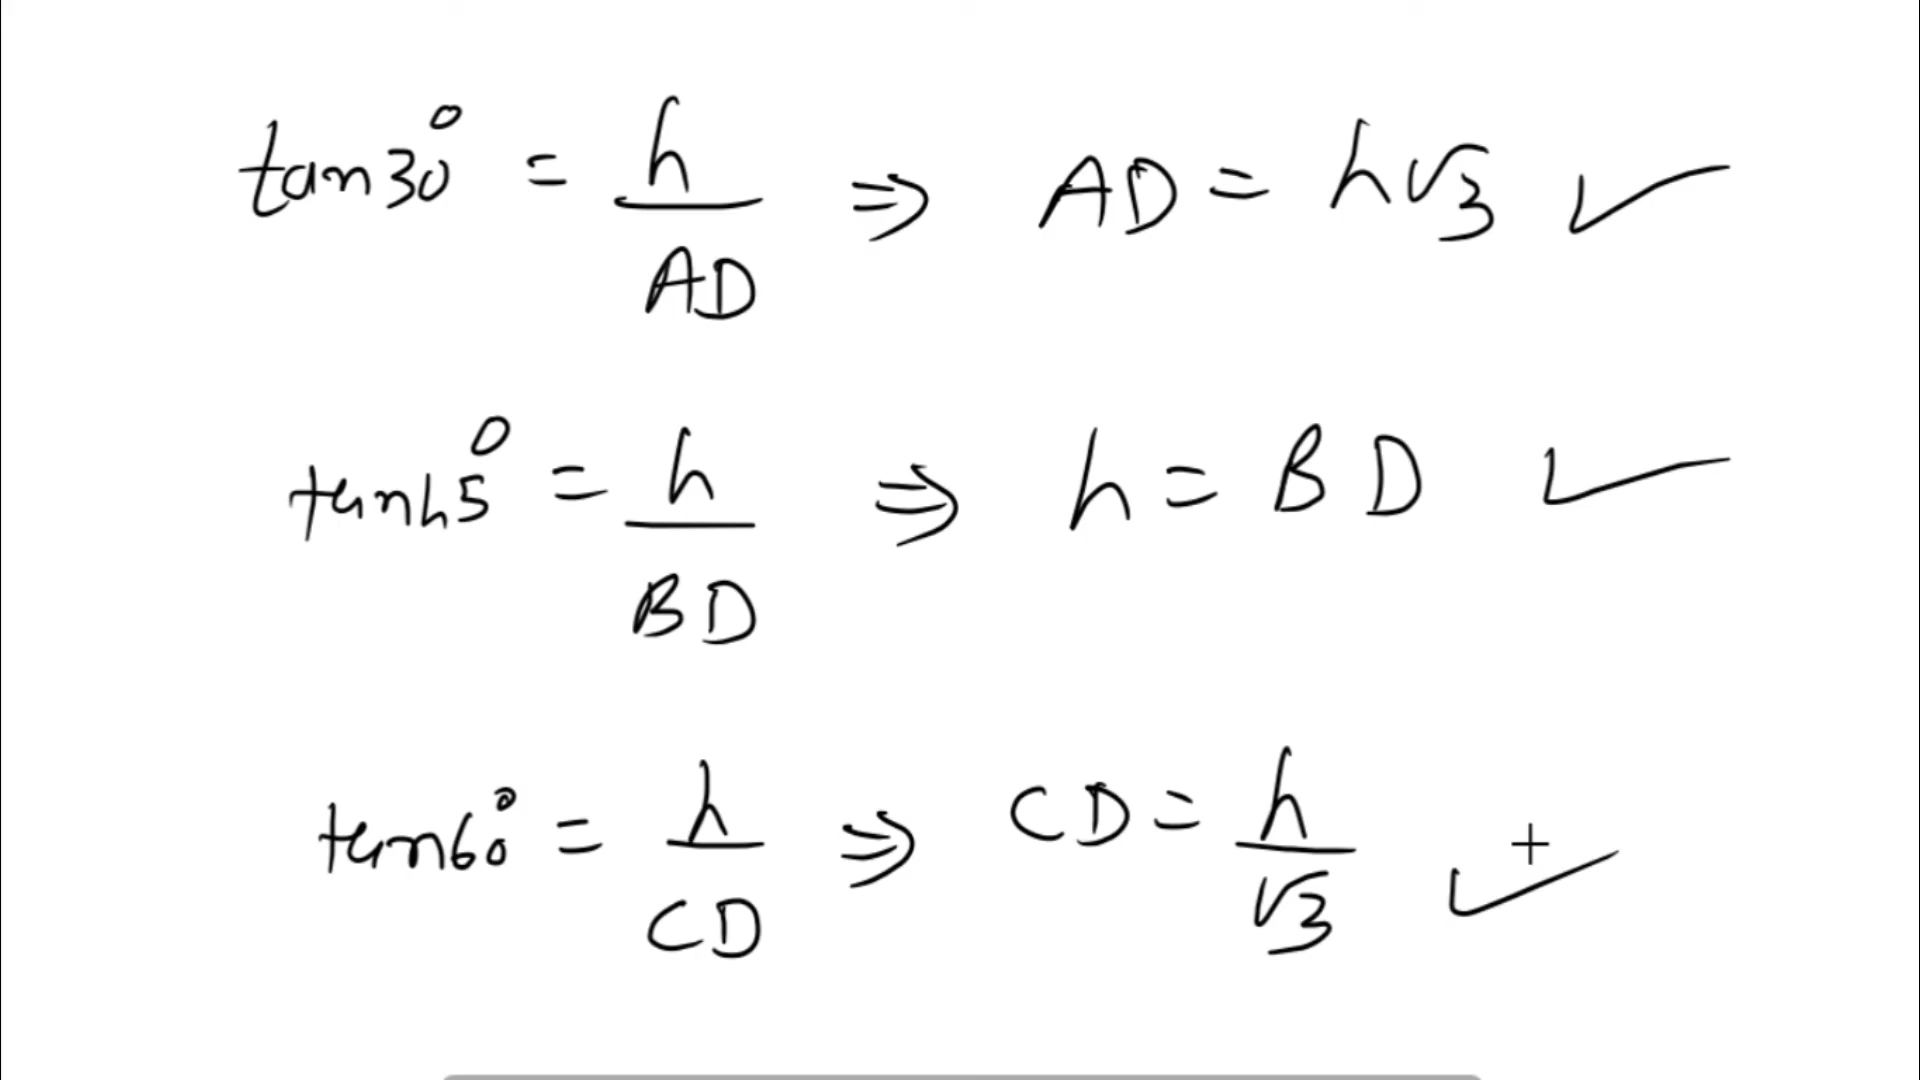 tan30° = h/AD ⇒ AD = h√3 ✓
tan45° = h/BD ⇒ h = BD ✓
tan60° = h/CD ⇒ CD = h/√3 ✓